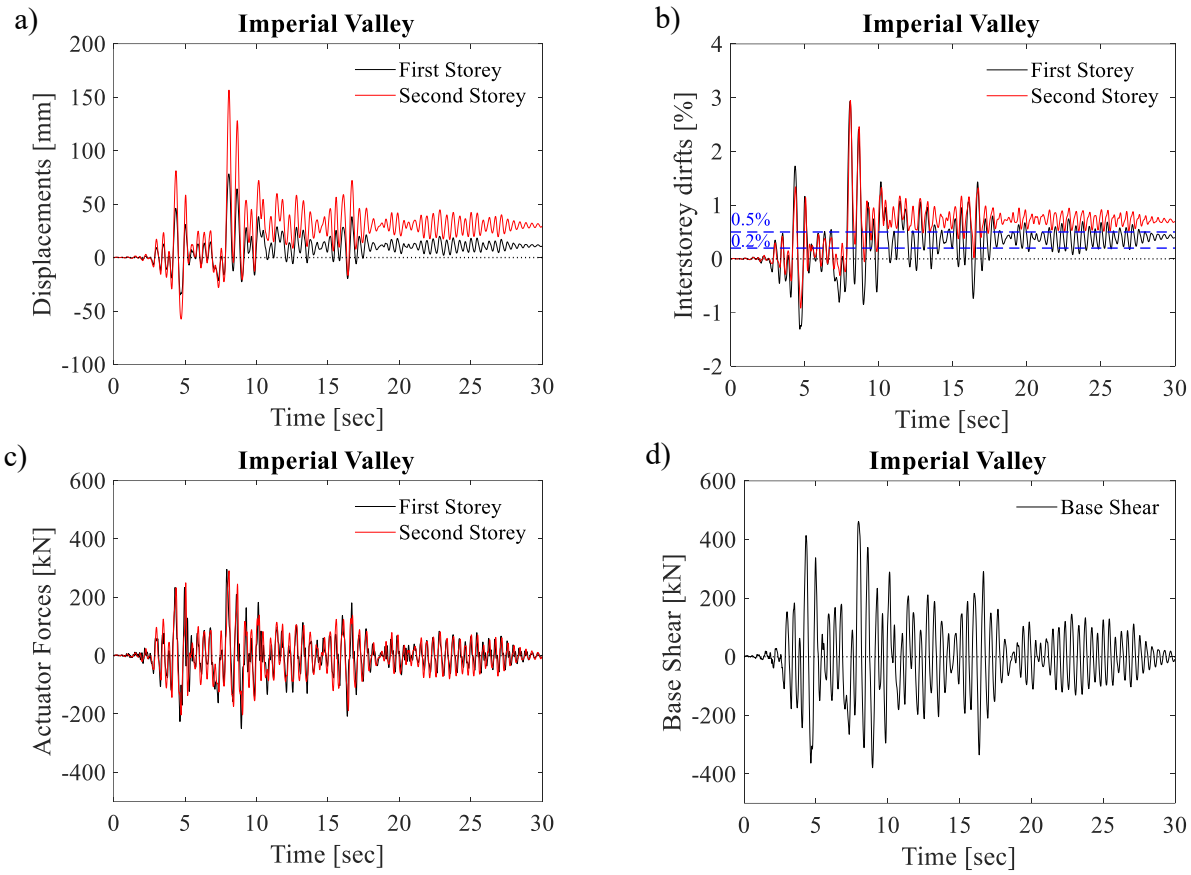 a)
Imperial Valley
200
150
100
50
0
-50
-100
Displacements [mm]
First Storey
Second Storey
0 5 10 15 20 25 30
Time [sec]
b)
Imperial Valley
4
3
2
1
0
-1
-2
Interstorey dirfts [%]
First Storey
Second Storey
0.5%
0.2%
0 5 10 15 20 25 30
Time [sec]
c)
Imperial Valley
600
400
200
0
-200
-400
Actuator Forces [kN]
First Storey
Second Storey
0 5 10 15 20 25 30
Time [sec]
d)
Imperial Valley
600
400
200
0
-200
-400
Base Shear [kN]
Base Shear
0 5 10 15 20 25 30
Time [sec]